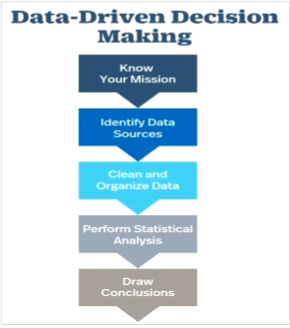 Data-Driven Decision
Making
Know
Your Mission
Identify Data
Sources
Clean and
Organize Data
Perform Statistical
Analysis
Draw
Conclusions